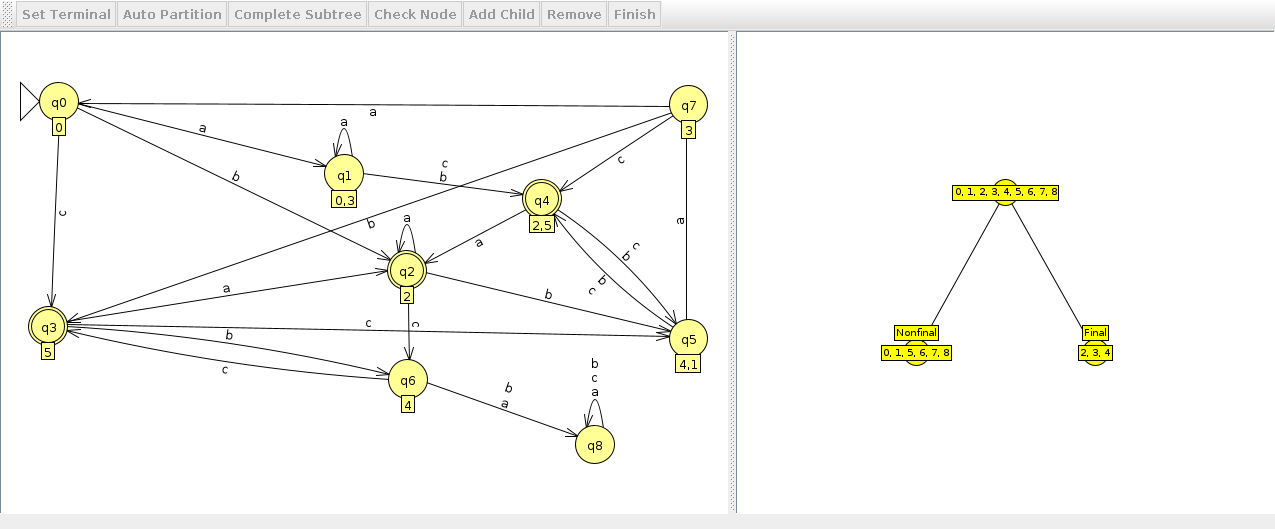 Set Terminal Auto Partition Complete Subtree Check Node Add Child Remove Finish
q0
0
q7
3
a
a
a
q1
0,3
c
b
c
q4
2,5
b
c
b
a
a
a
c
b
q2
2
b
c
b
a
q3
5
a
c
b
c
c
b
q5
4,1
q6
4
b
a
b
c
a
q8
0, 1, 2, 3, 4, 5, 6, 7, 8
Nonfinal
0, 1, 5, 6, 7, 8
Final
2, 3, 4